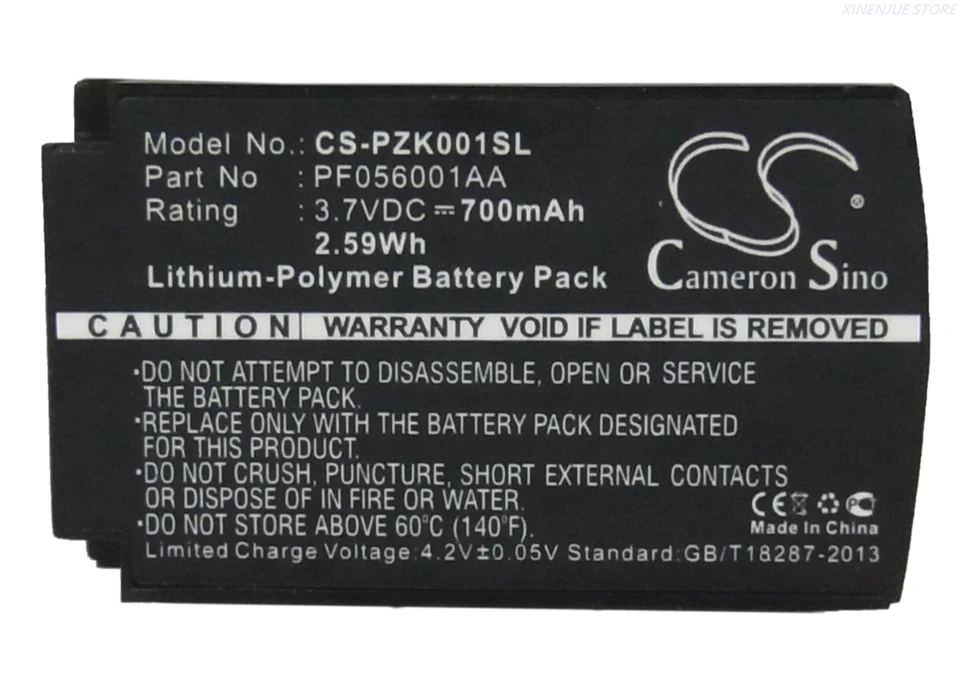 XINENJUE STORE
Model No.: CS-PZK001SL
Part No : PF056001AA
Rating : 3.7VDC ⎓ 700mAh
2.59Wh
Lithium-Polymer Battery Pack
CS ®
Cameron Sino
CAUTION | WARRANTY VOID IF LABEL IS REMOVED
·DO NOT ATTEMPT TO DISASSEMBLE, OPEN OR SERVICE
THE BATTERY PACK.
·REPLACE ONLY WITH THE BATTERY PACK DESIGNATED
FOR THIS PRODUCT.
·DO NOT CRUSH, PUNCTURE, SHORT EXTERNAL CONTACTS
OR DISPOSE OF IN FIRE OR WATER.
·DO NOT STORE ABOVE 60°C (140°F).
CE PCT
Made In China
Limited Charge Voltage:4.2V±0.05V Standard:GB/T18287-2013